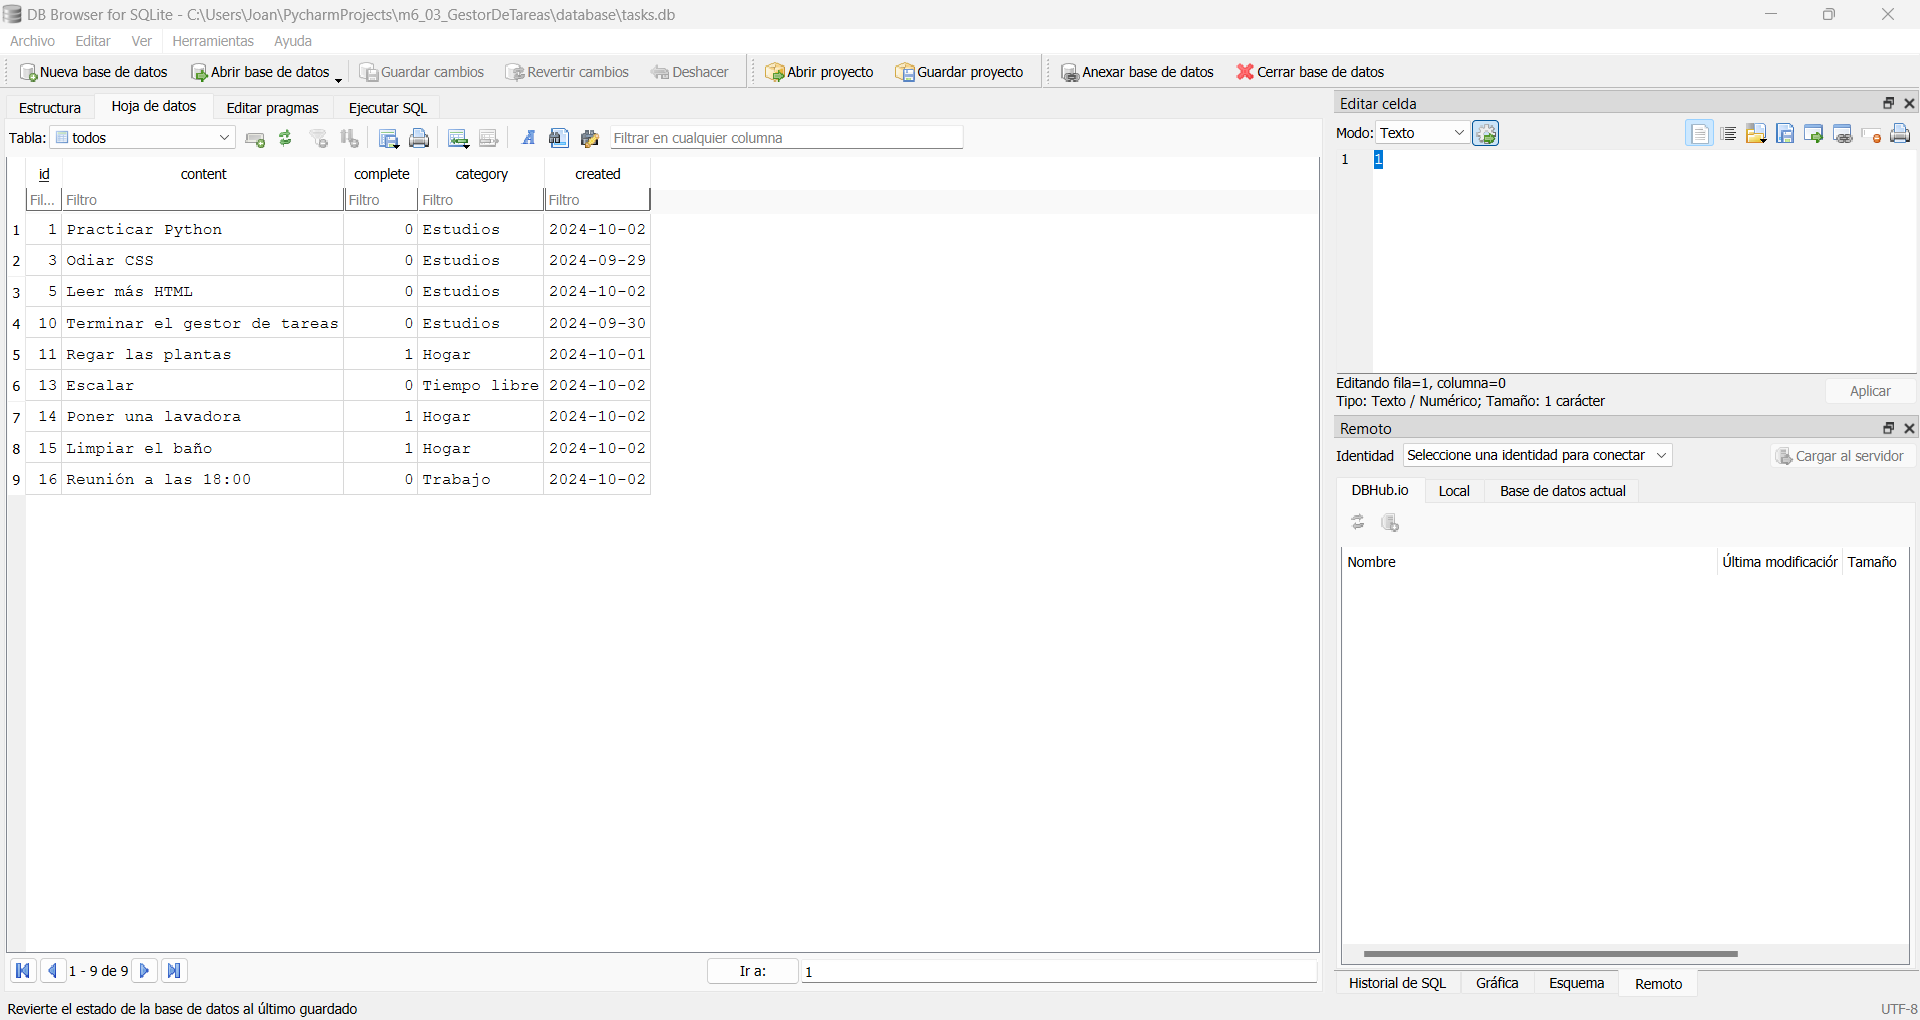 DB Browser for SQLite - C:\Users\Joan\PycharmProjects\m6_03_GestorDeTareas\database\tasks.db
Archivo Editar Ver Herramientas Ayuda
Nueva base de datos Abrir base de datos Guardar cambios Revertir cambios Deshacer Abrir proyecto Guardar proyecto Anexar base de datos Cerrar base de datos
Estructura Hoja de datos Editar pragmas Ejecutar SQL
Tabla: todos Filtrar en cualquier columna
id content complete category created
Fil... Filtro Filtro Filtro Filtro
1 1 Practicar Python 0 Estudios 2024-10-02
2 3 Odiar CSS 0 Estudios 2024-09-29
3 5 Leer más HTML 0 Estudios 2024-10-02
4 10 Terminar el gestor de tareas 0 Estudios 2024-09-30
5 11 Regar las plantas 1 Hogar 2024-10-01
6 13 Escalar 0 Tiempo libre 2024-10-02
7 14 Poner una lavadora 1 Hogar 2024-10-02
8 15 Limpiar el baño 1 Hogar 2024-10-02
9 16 Reunión a las 18:00 0 Trabajo 2024-10-02
1 - 9 de 9 Ir a: 1
Editar celda
Modo: Texto
1 1
Editando fila=1, columna=0
Tipo: Texto / Numérico; Tamaño: 1 carácter
Aplicar
Remoto
Identidad Seleccione una identidad para conectar Cargar al servidor
DBHub.io Local Base de datos actual
Nombre Última modificaciór Tamaño
Historial de SQL Gráfica Esquema Remoto
Revierte el estado de la base de datos al último guardado
UTF-8